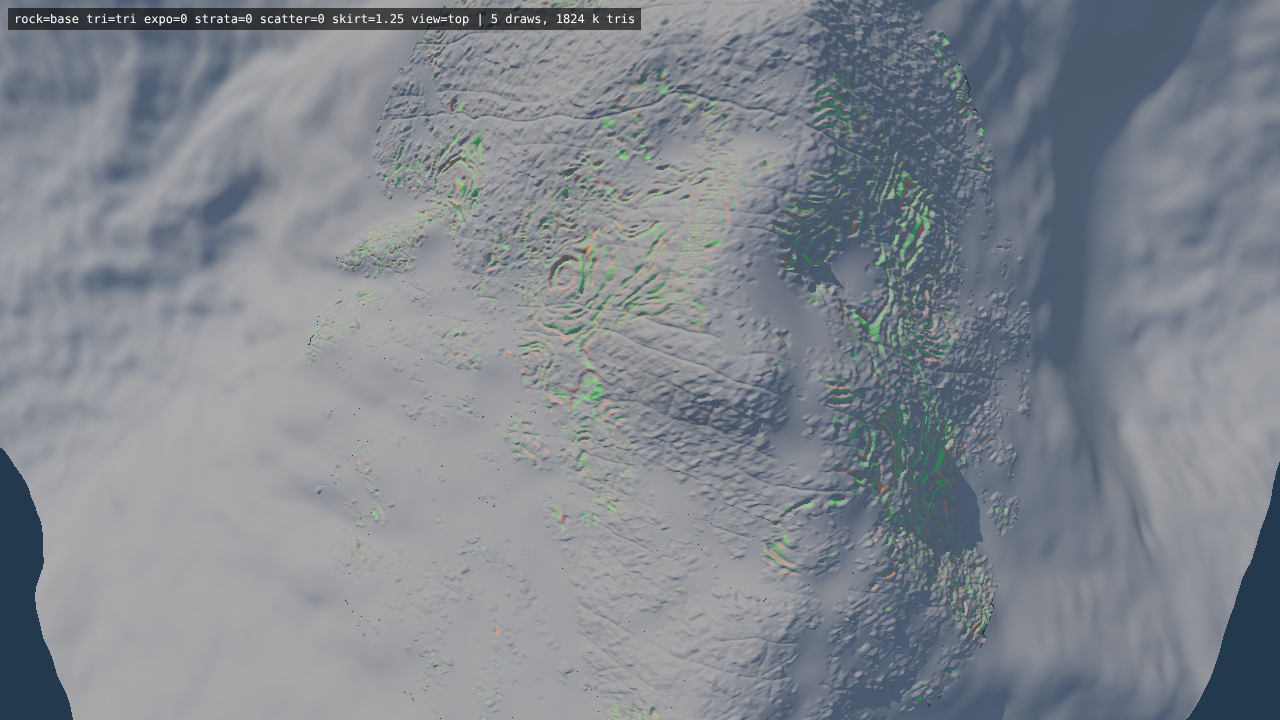 rock=base tri=tri expo=0 strata=0 scatter=0 skirt=1.25 view=top | 5 draws, 1824 k tris